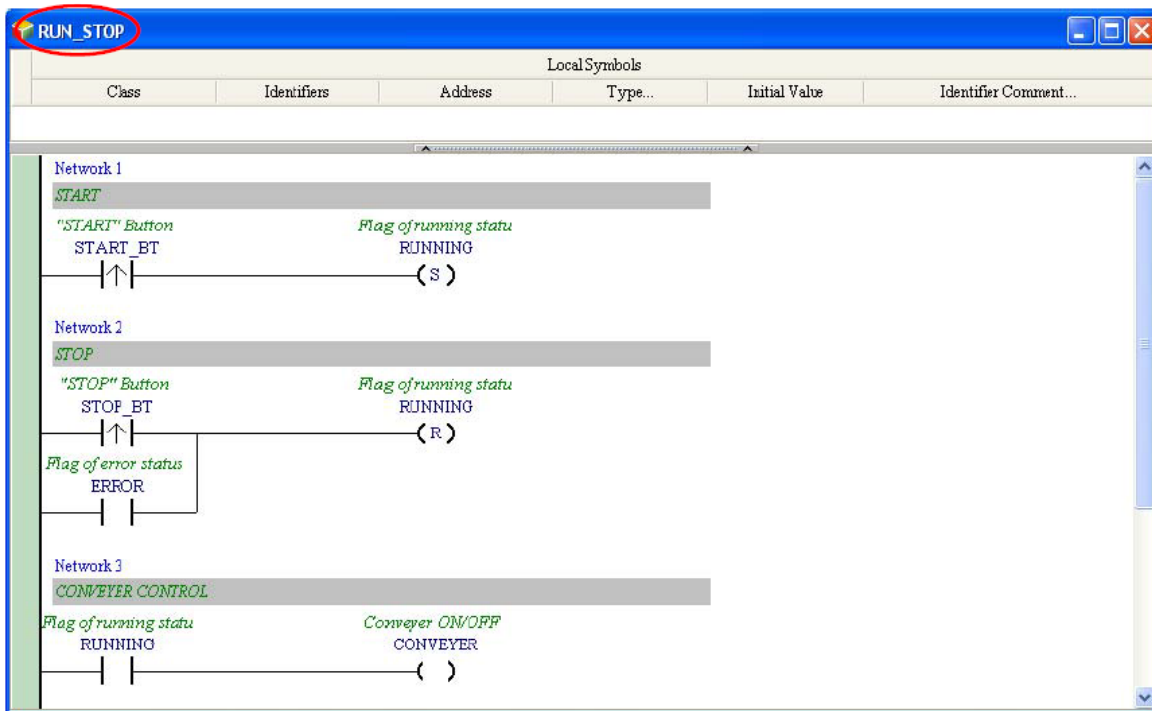 RUN_STOP
Local Symbols
Class Identifiers Address Type... Initial Value Identifier Comment...
Network 1
START
"START" Button Flag of running statu
START_BT RUNNING
S
Network 2
STOP
"STOP" Button Flag of running statu
STOP_BT RUNNING
R
Flag of error status
ERROR
Network 3
CONVEYER CONTROL
Flag of running statu Conveyer ON/OFF
RUNNING CONVEYER